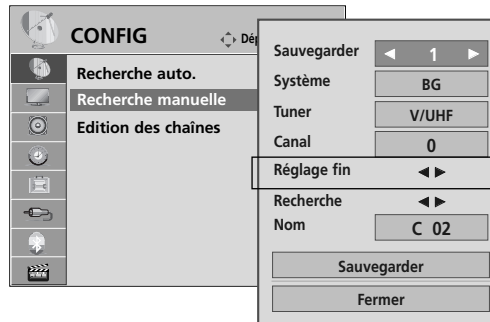 CONFIG
Dép
Recherche auto.
Recherche manuelle
Edition des chaînes
Sauvegarder 1
Système BG
Tuner V/UHF
Canal 0
Réglage fin
Recherche
Nom C 02
Sauvegarder
Fermer